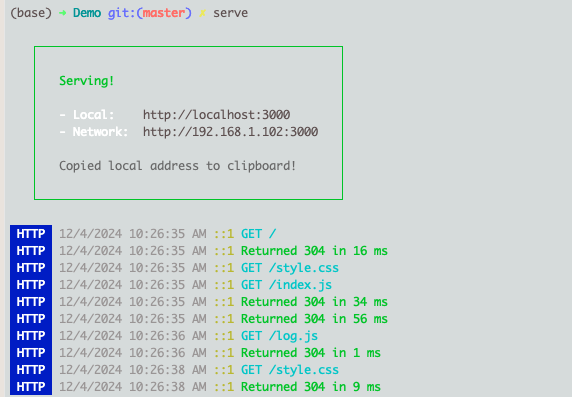 (base) → Demo git:(master) ✗ serve
Serving!
- Local: http://localhost:3000
- Network: http://192.168.1.102:3000
Copied local address to clipboard!
HTTP 12/4/2024 10:26:35 AM ::1 GET /
HTTP 12/4/2024 10:26:35 AM ::1 Returned 304 in 16 ms
HTTP 12/4/2024 10:26:35 AM ::1 GET /style.css
HTTP 12/4/2024 10:26:35 AM ::1 GET /index.js
HTTP 12/4/2024 10:26:35 AM ::1 Returned 304 in 34 ms
HTTP 12/4/2024 10:26:35 AM ::1 Returned 304 in 56 ms
HTTP 12/4/2024 10:26:36 AM ::1 GET /log.js
HTTP 12/4/2024 10:26:36 AM ::1 Returned 304 in 1 ms
HTTP 12/4/2024 10:26:38 AM ::1 GET /style.css
HTTP 12/4/2024 10:26:38 AM ::1 Returned 304 in 9 ms